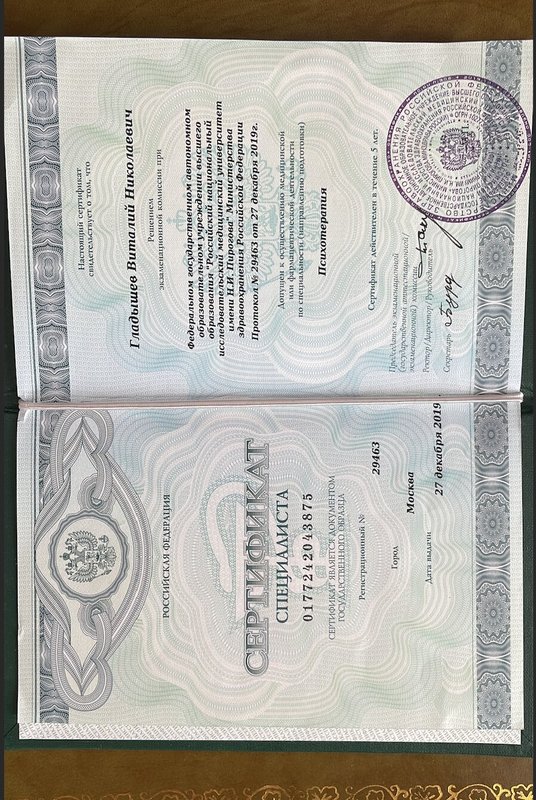 РОССИЙСКАЯ ФЕДЕРАЦИЯ
СЕРТИФИКАТ
СПЕЦИАЛИСТА
0177242043875
СЕРТИФИКАТ ЯВЛЯЕТСЯ ДОКУМЕНТОМ
ГОСУДАРСТВЕННОГО ОБРАЗЦА
Регистрационный № 29463
Город Москва
Дата выдачи 27 декабря 2019
Настоящий сертификат
свидетельствует о том, что
Гладышев Виталий Николаевич
Решением
экзаменационной комиссии при
Федеральном государственном автономном
образовательном учреждении высшего
образования "Российский национальный
исследовательский медицинский университет
имени Н.И. Пирогова" Министерства
здравоохранения Российской Федерации
Протокол № 29463 от 27 декабря 2019г.
Допущен к осуществлению медицинской
или фармацевтической деятельности
по специальности (направлению подготовки)
Психотерапия
Сертификат действителен в течение 5 лет.
Председатель экзаменационной
(государственной аттестационной,
экзаменационной) комиссии
Ректор/Директор/Руководитель
Секретарь